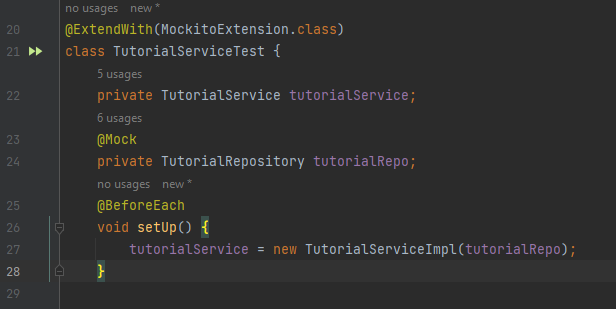 no usages   new *
20 @ExtendWith(MockitoExtension.class)
21 class TutorialServiceTest {
5 usages
22 private TutorialService tutorialService;
6 usages
23 @Mock
24 private TutorialRepository tutorialRepo;
no usages   new *
25 @BeforeEach
26 void setUp() {
27 tutorialService = new TutorialServiceImpl(tutorialRepo);
28 }
29